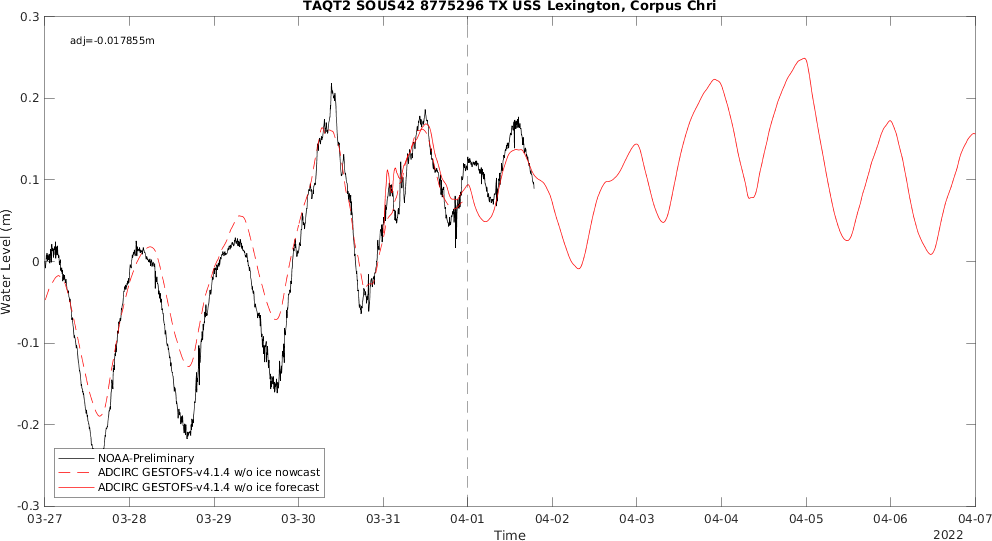 TAQT2 SOUS42 8775296 TX USS Lexington, Corpus Chri
adj=-0.017855m
0.3
0.2
0.1
0
-0.1
-0.2
-0.3
Water Level (m)
NOAA-Preliminary
ADCIRC GESTOFS-v4.1.4 w/o ice nowcast
ADCIRC GESTOFS-v4.1.4 w/o ice forecast
03-27 03-28 03-29 03-30 03-31 04-01 04-02 04-03 04-04 04-05 04-06 04-07
Time
2022